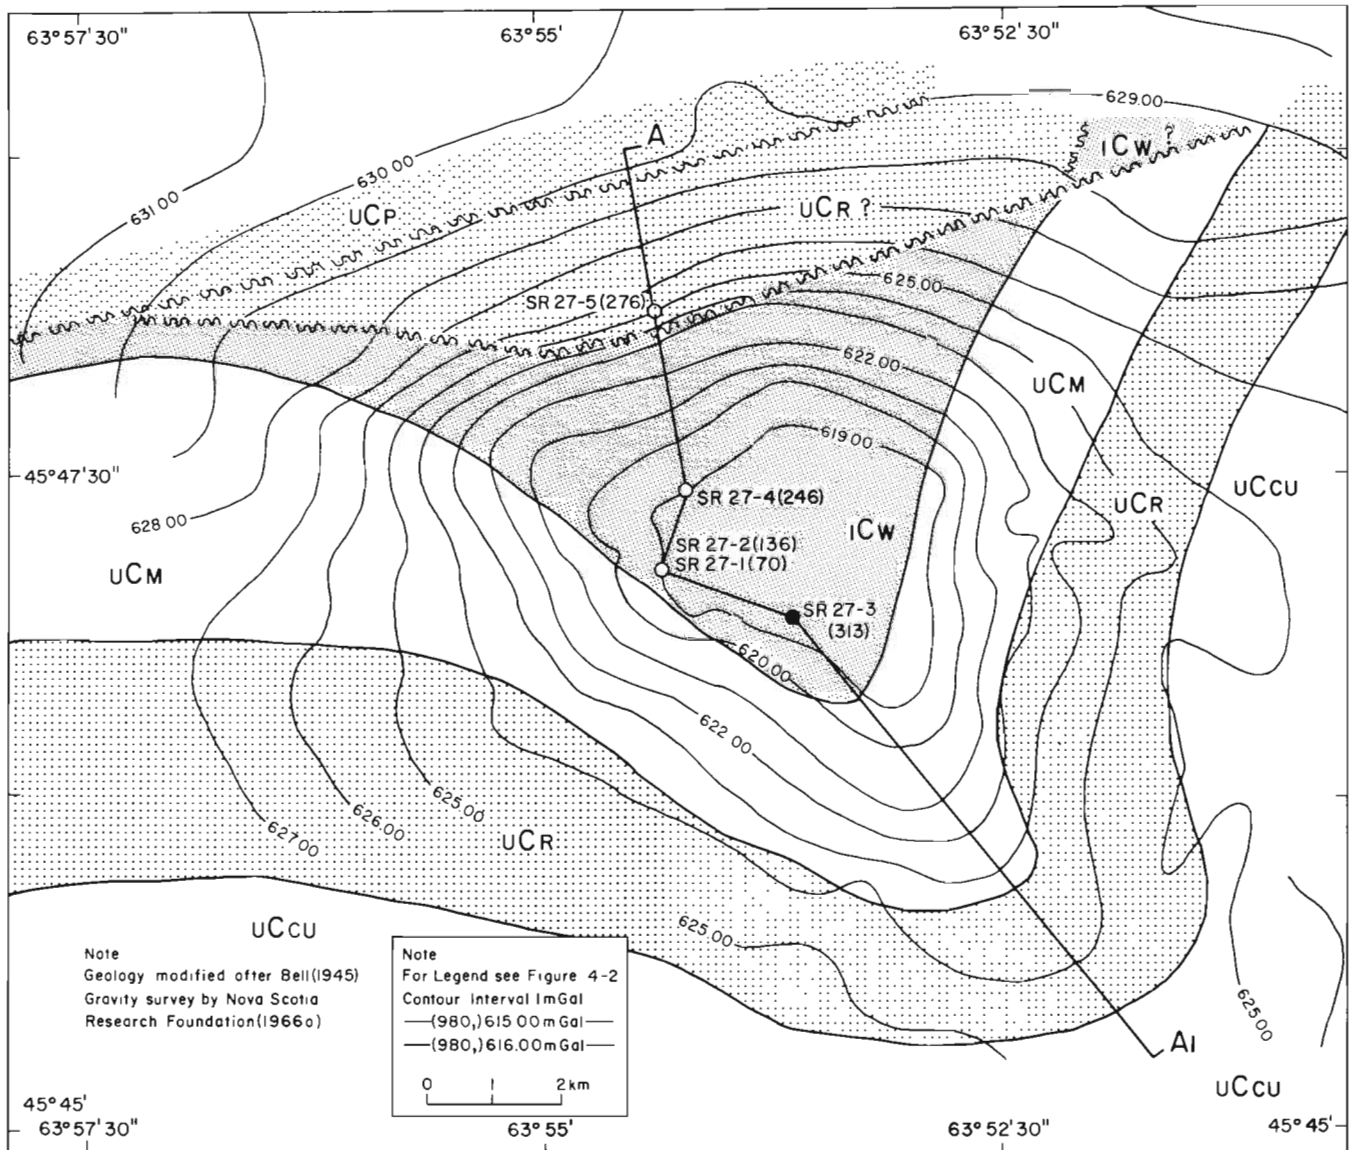 63°57'30"
63°55'
63°52'30"
629.00
A
ICW ?
630.00
631 00
UCP
UCR ?
SR 27-5(276)
625.00
622.00
UCM
619.00
45°47'30"
SR 27-4(246)
UCCU
UCR
628 00
ICW
SR 27-2(136)
UCM
SR 27-1(70)
SR 27-3
(313)
620.00
622 00
625.00
626.00
627.00
UCR
625.00
UCCU
625.00
A1
UCCU
Note
Geology modified after Bell(1945)
Gravity survey by Nova Scotia
Research Foundation(1966a)
Note
For Legend see Figure 4-2
Contour Interval 1mGal
(980,)615 00 mGal
(980,)616.00 mGal
0 1 2 km
45°45'
63°57'30"
63°55'
63°52'30"
45°45'